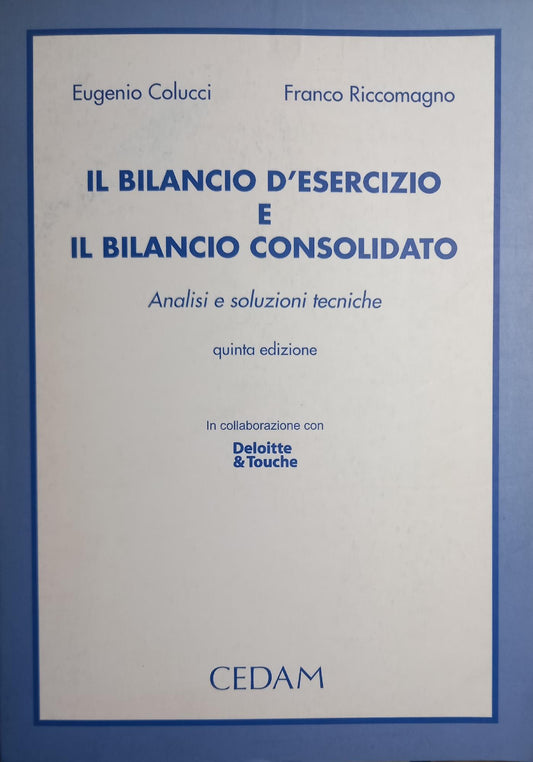 Eugenio Colucci Franco Riccomagno
IL BILANCIO D'ESERCIZIO
E
IL BILANCIO CONSOLIDATO
Analisi e soluzioni tecniche
quinta edizione
In collaborazione con
Deloitte
& Touche
CEDAM